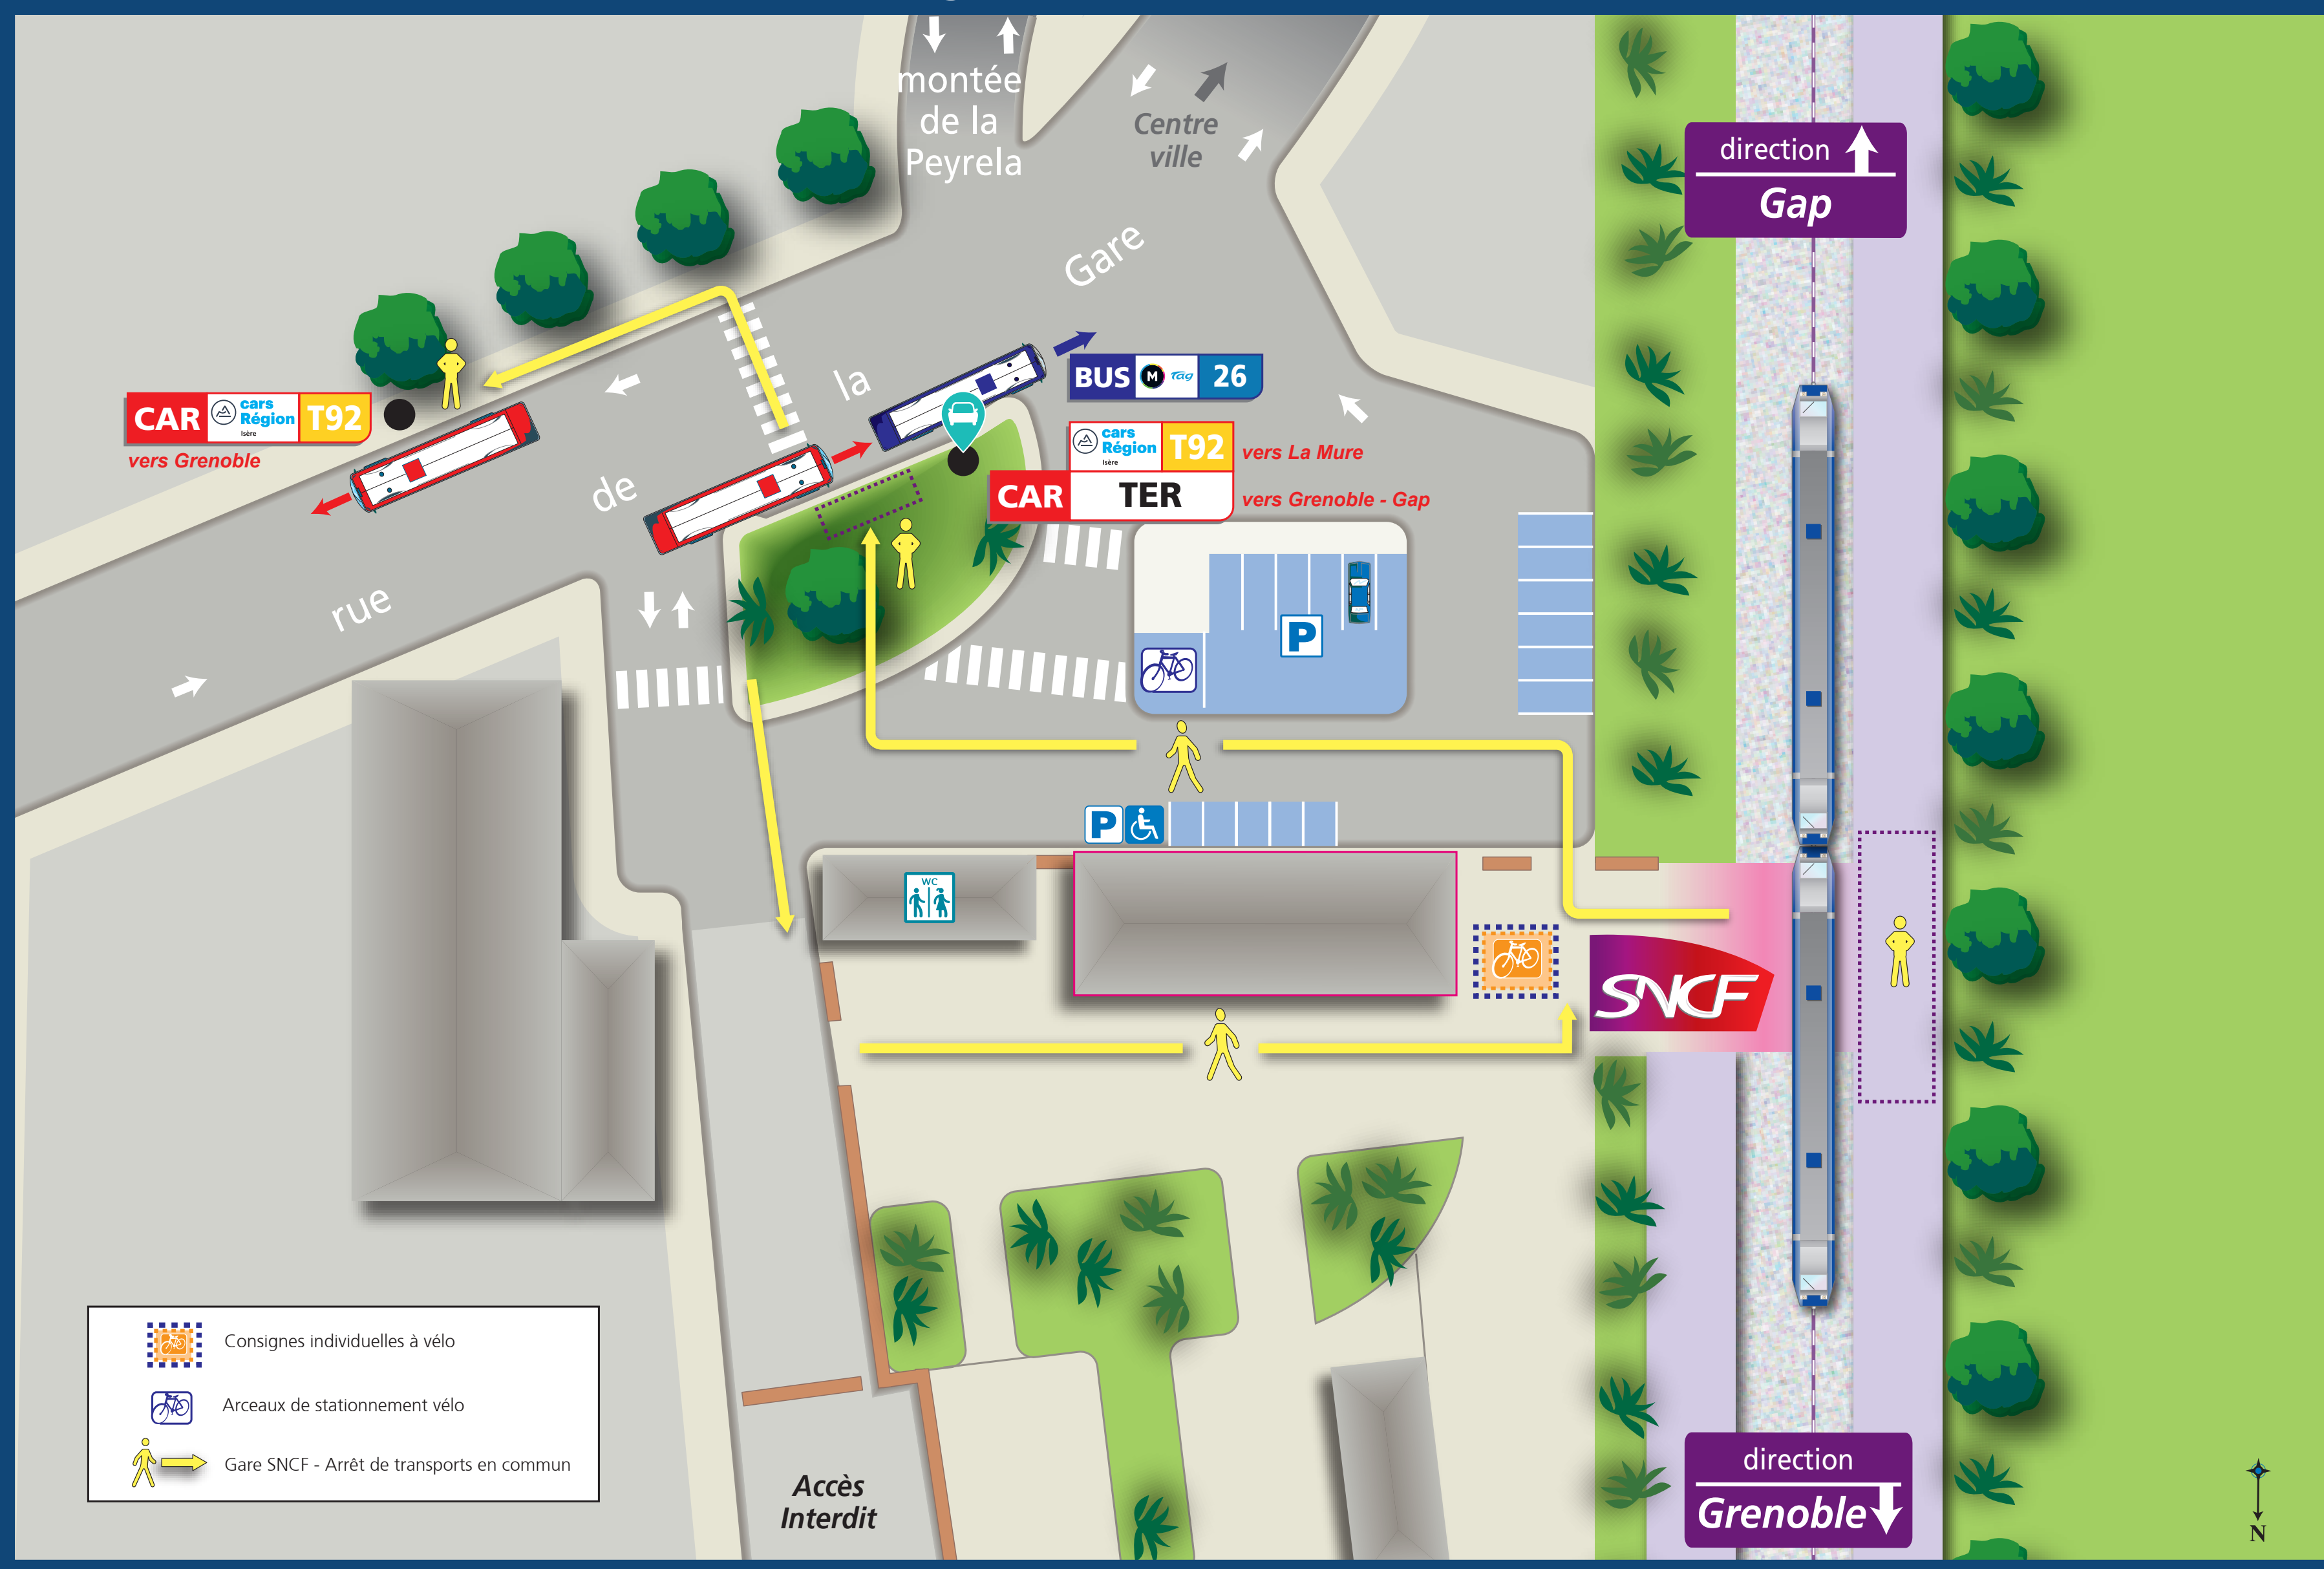 montée
de la
Peyrela
Centre
ville
direction
Gap
Gare
la
de
rue
BUS M Tag 26
CAR cars Région Isère T92
vers Grenoble
cars Région Isère T92 vers La Mure
CAR TER vers Grenoble - Gap
P
P
WC
SNCF
Consignes individuelles à vélo
Arceaux de stationnement vélo
Gare SNCF - Arrêt de transports en commun
Accès
Interdit
direction
Grenoble
N